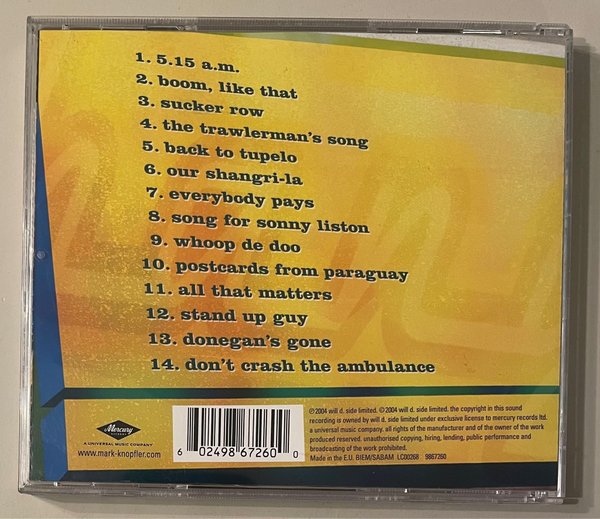 1. 5.15 a.m.
2. boom, like that
3. sucker row
4. the trawlerman's song
5. back to tupelo
6. our shangri-la
7. everybody pays
8. song for sonny liston
9. whoop de doo
10. postcards from paraguay
11. all that matters
12. stand up guy
13. donegan's gone
14. don't crash the ambulance
Mercury
RECORDS
A UNIVERSAL MUSIC COMPANY
www.mark-knopfler.com
6 02498 67260 0
℗2004 will d. side limited. ©2004 will d. side limited. the copyright in this sound
recording is owned by will d. side limited under exclusive license to mercury records ltd.
a universal music company. all rights of the manufacturer and of the owner of the work
produced reserved. unauthorised copying, hiring, lending, public performance and
broadcasting of the work prohibited.
Made in the E.U. BIEM/SABAM LC00268 9867260